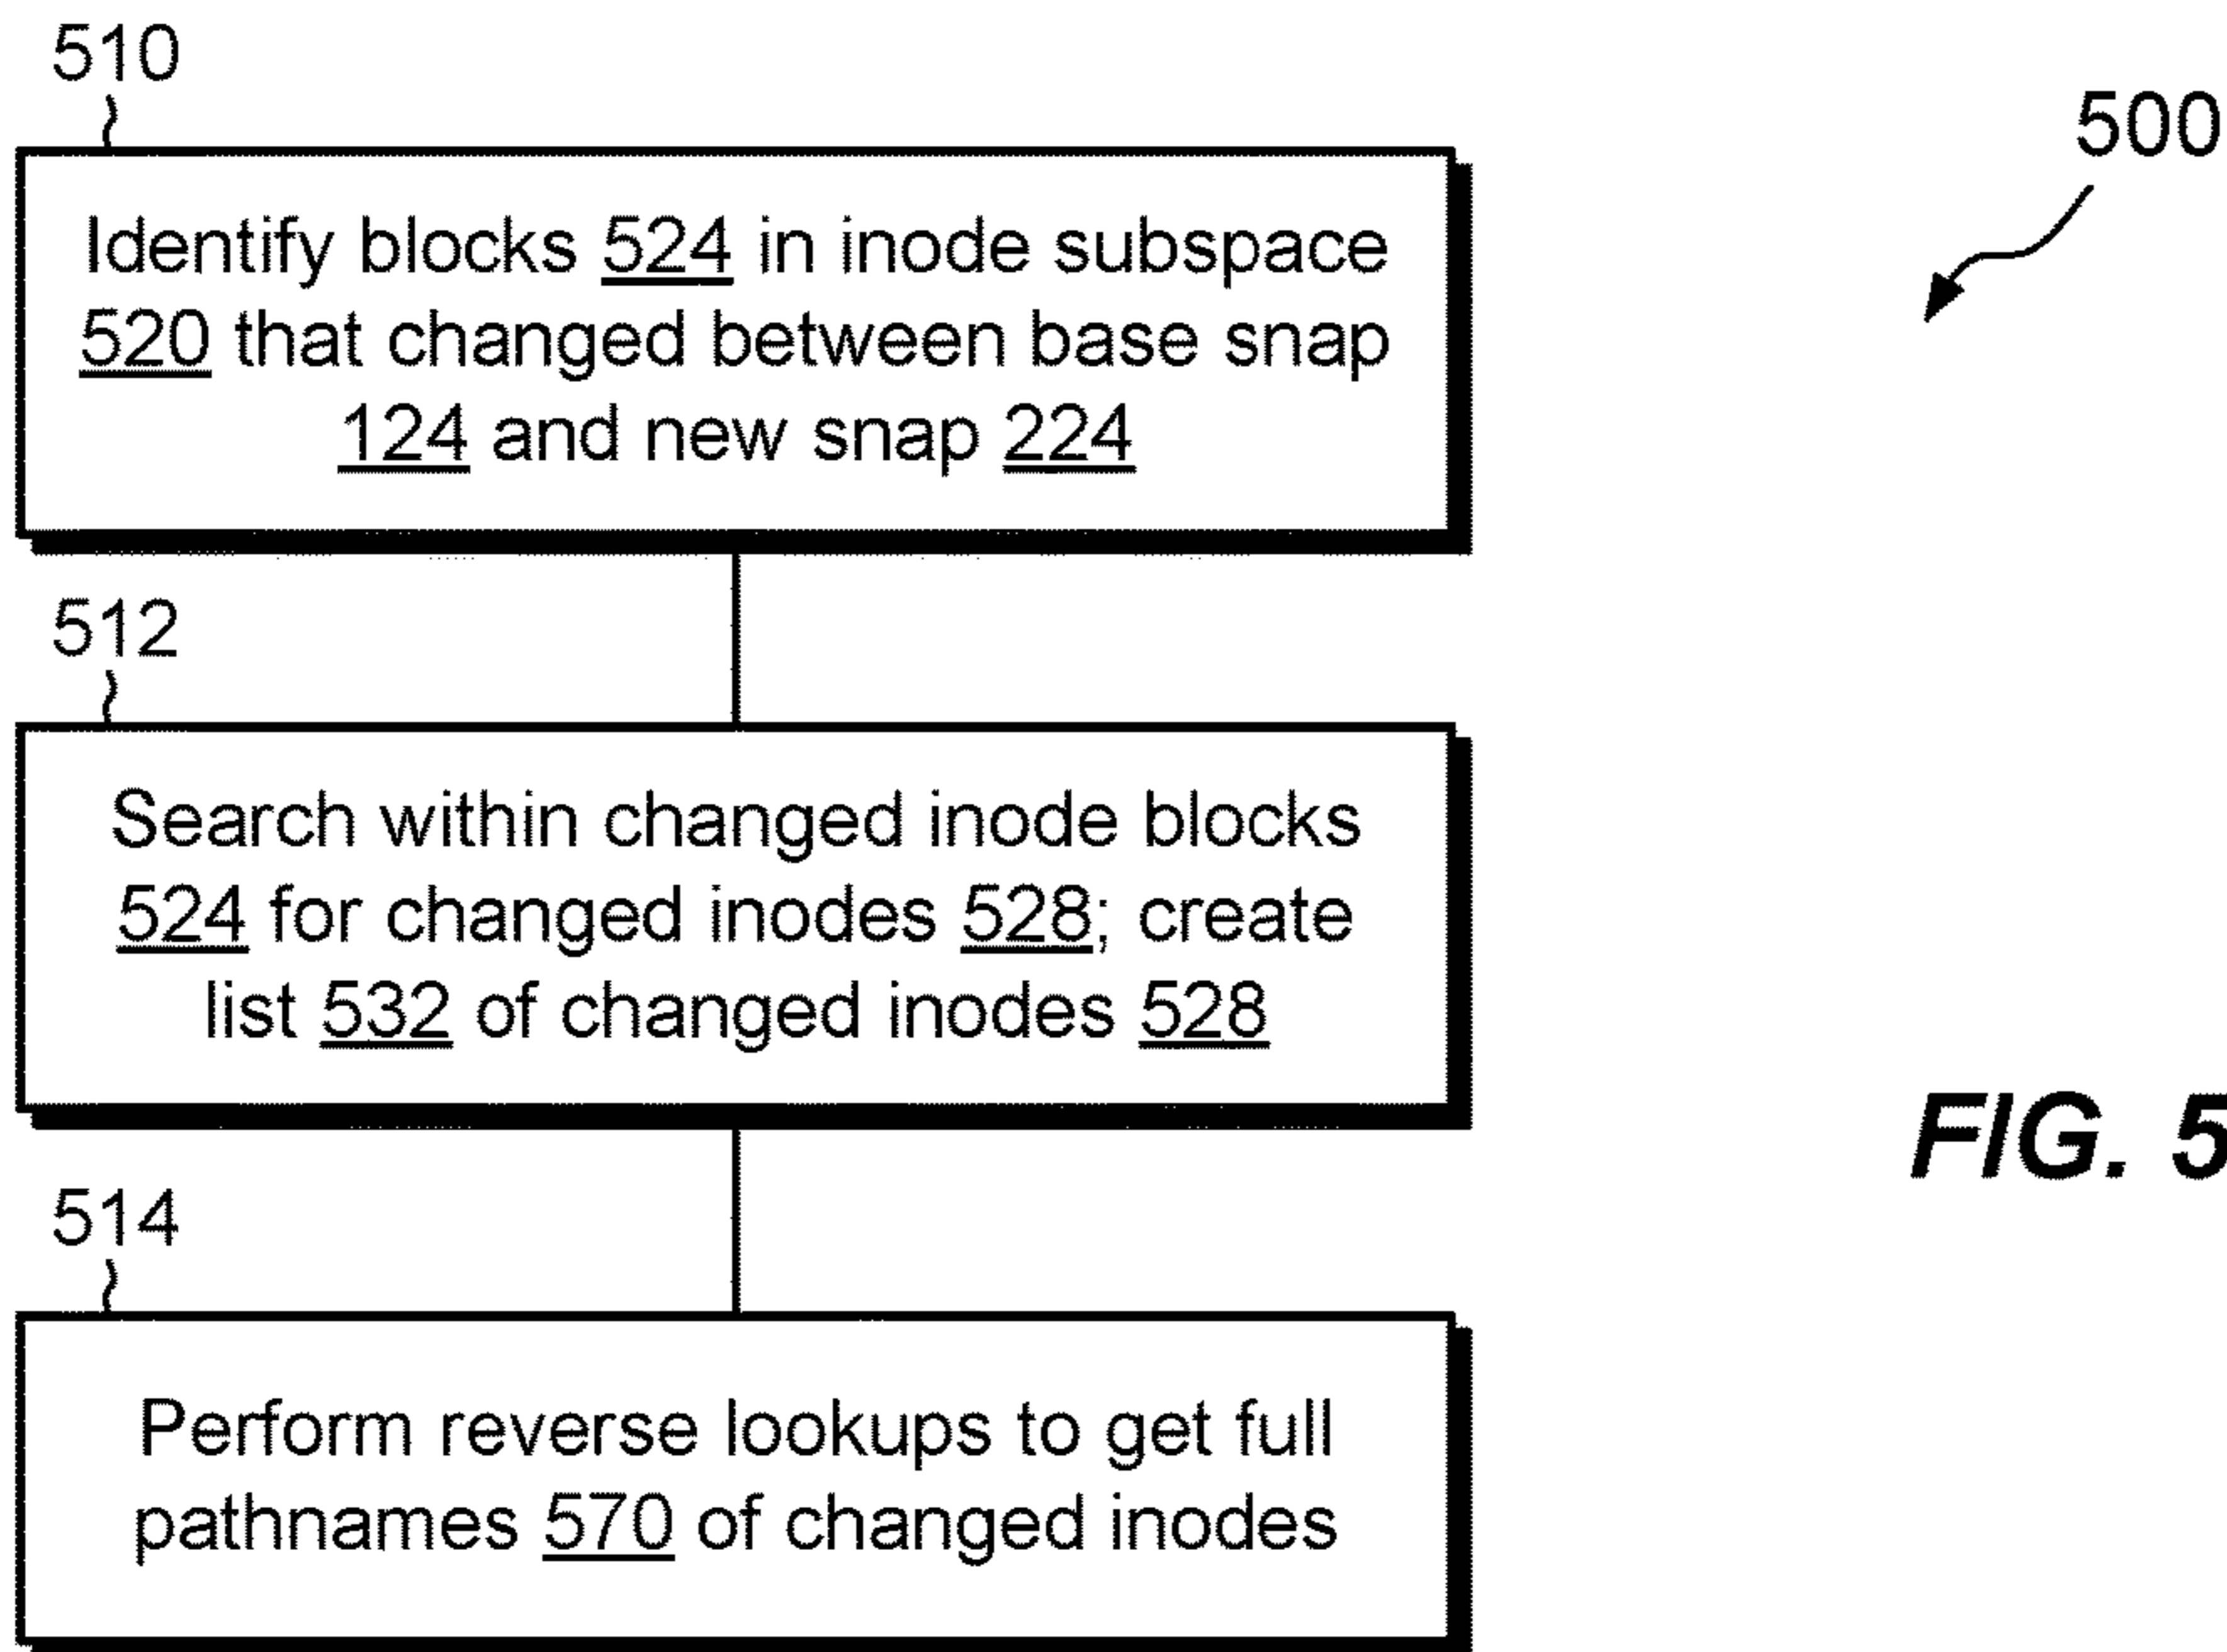 510
500
Identify blocks 524 in inode subspace
520 that changed between base snap
124 and new snap 224
512
Search within changed inode blocks
524 for changed inodes 528; create
list 532 of changed inodes 528
FIG. 5
514
Perform reverse lookups to get full
pathnames 570 of changed inodes